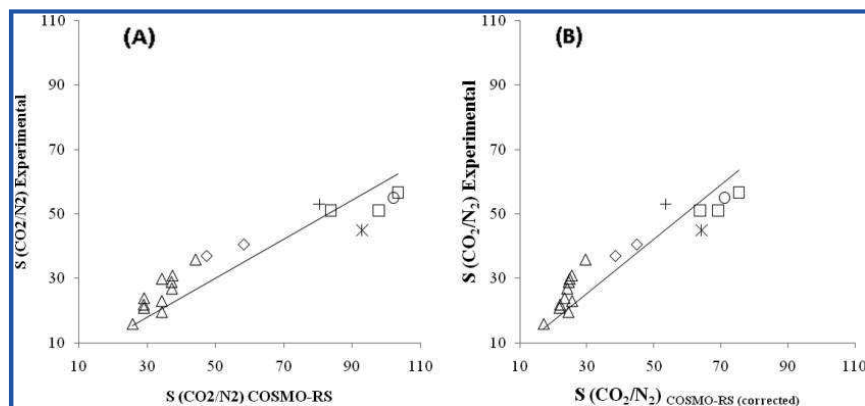 (A)
S (CO2/N2) Experimental
110
90
70
50
30
10
10 30 50 70 90 110
S (CO2/N2) COSMO-RS
(B)
S (CO₂/N₂) Experimental
110
90
70
50
30
10
10 30 50 70 90 110
S (CO₂/N₂) COSMO-RS (corrected)